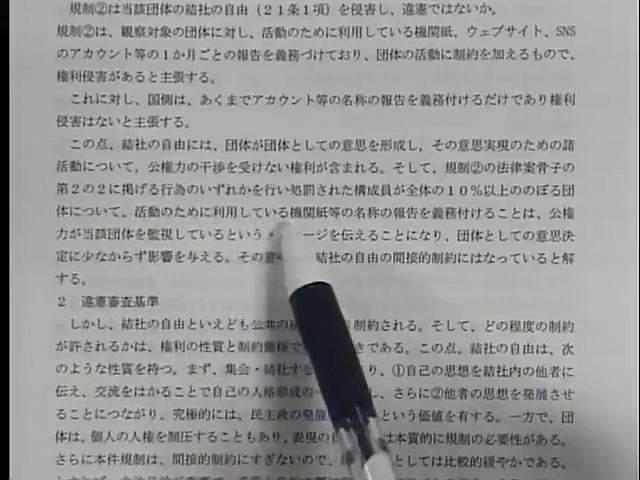 規制②は当該団体の結社の自由（２１条１項）を侵害し、違憲ではないか。
規制②は、観察対象の団体に対し、活動のために利用している機関紙、ウェブサイト、SNS
のアカウント等の１か月ごとの報告を義務づけており、団体の活動に制約を加えるもので、
権利侵害があると主張する。
これに対し、国側は、あくまでアカウント等の名称の報告を義務付けるだけであり権利
侵害はないと主張する。
この点、結社の自由には、団体が団体としての意思を形成し、その意思実現のための諸
活動について，公権力の干渉を受けない権利が含まれる。そして、規制②の法律案骨子の
第２の２に掲げる行為のいずれかを行い処罰された構成員が全体の１０％以上ののぼる団
体について、活動のために利用している機関紙等の名称の報告を義務付けることは、公権
力が当該団体を監視しているという ージを伝えることになり、団体としての意思決
定に少なからず影響を与える。その 結社の自由の間接的制約にはなっていると解
する。
２　違憲審査基準
しかし、結社の自由といえども公共の 制約される。そして、どの程度の制約
が許されるかは、権利の性質と制約 きである。この点、結社の自由は、次
のような性質を持つ。まず、集会・結社す り、①自己の思想を結社内の他者に
伝え、交流をはかることで自己の人格形成の し、さらに②他者の思想を発展させ
ることにつながり、究極的には、民主政の発展 という価値を有する。一方で、団
体は、個人の人権を制圧することもあり、表現の は本質的に規制の必要性がある。
さらに本件規制は、間接的制約にすぎないので、 としては比較的緩やかである。